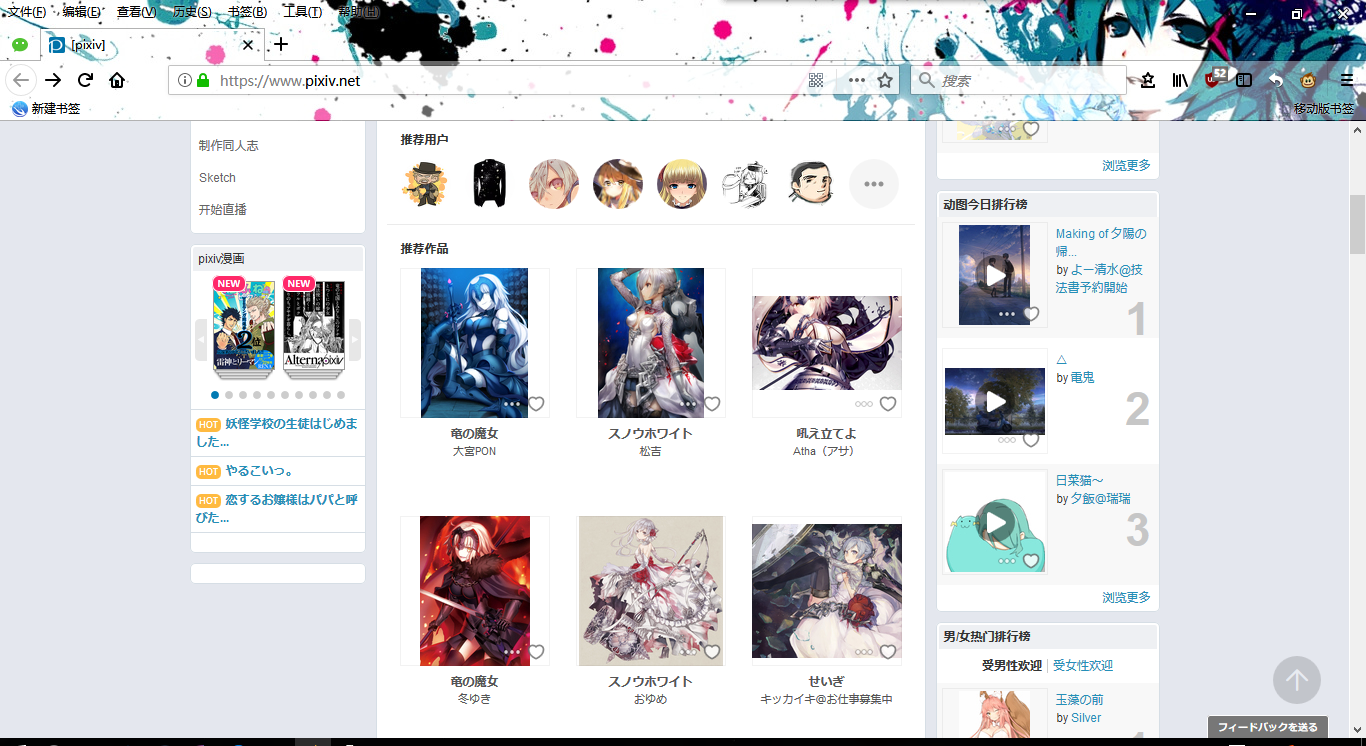 文件(F) 编辑(E) 查看(V) 历史(S) 书签(B) 工具(T) 帮助(H)
[pixiv]
https://www.pixiv.net
搜索
52
新建书签
移动版书签
制作同人志
Sketch
开始直播
pixiv漫画
NEW
NEW
2位
雷神とリーマン
Alternapixiv
HOT 妖怪学校の生徒はじめま
した...
HOT やるこいっ。
HOT 恋するお嬢様はパパと呼
びた...
推荐用户
推荐作品
竜の魔女
大宮PON
スノウホワイト
松吉
吼え立てよ
Atha（アサ）
竜の魔女
冬ゆき
スノウホワイト
おゆめ
せいぎ
キッカイキ@お仕事募集中
浏览更多
动图今日排行榜
Making of 夕陽の
帰...
by よー清水@技
法書予約開始
1
△
by 電鬼
2
日菜猫～
by 夕飯@瑞瑞
3
浏览更多
男/女热门排行榜
受男性欢迎 | 受女性欢迎
玉藻の前
by Silver
フィードバックを送る